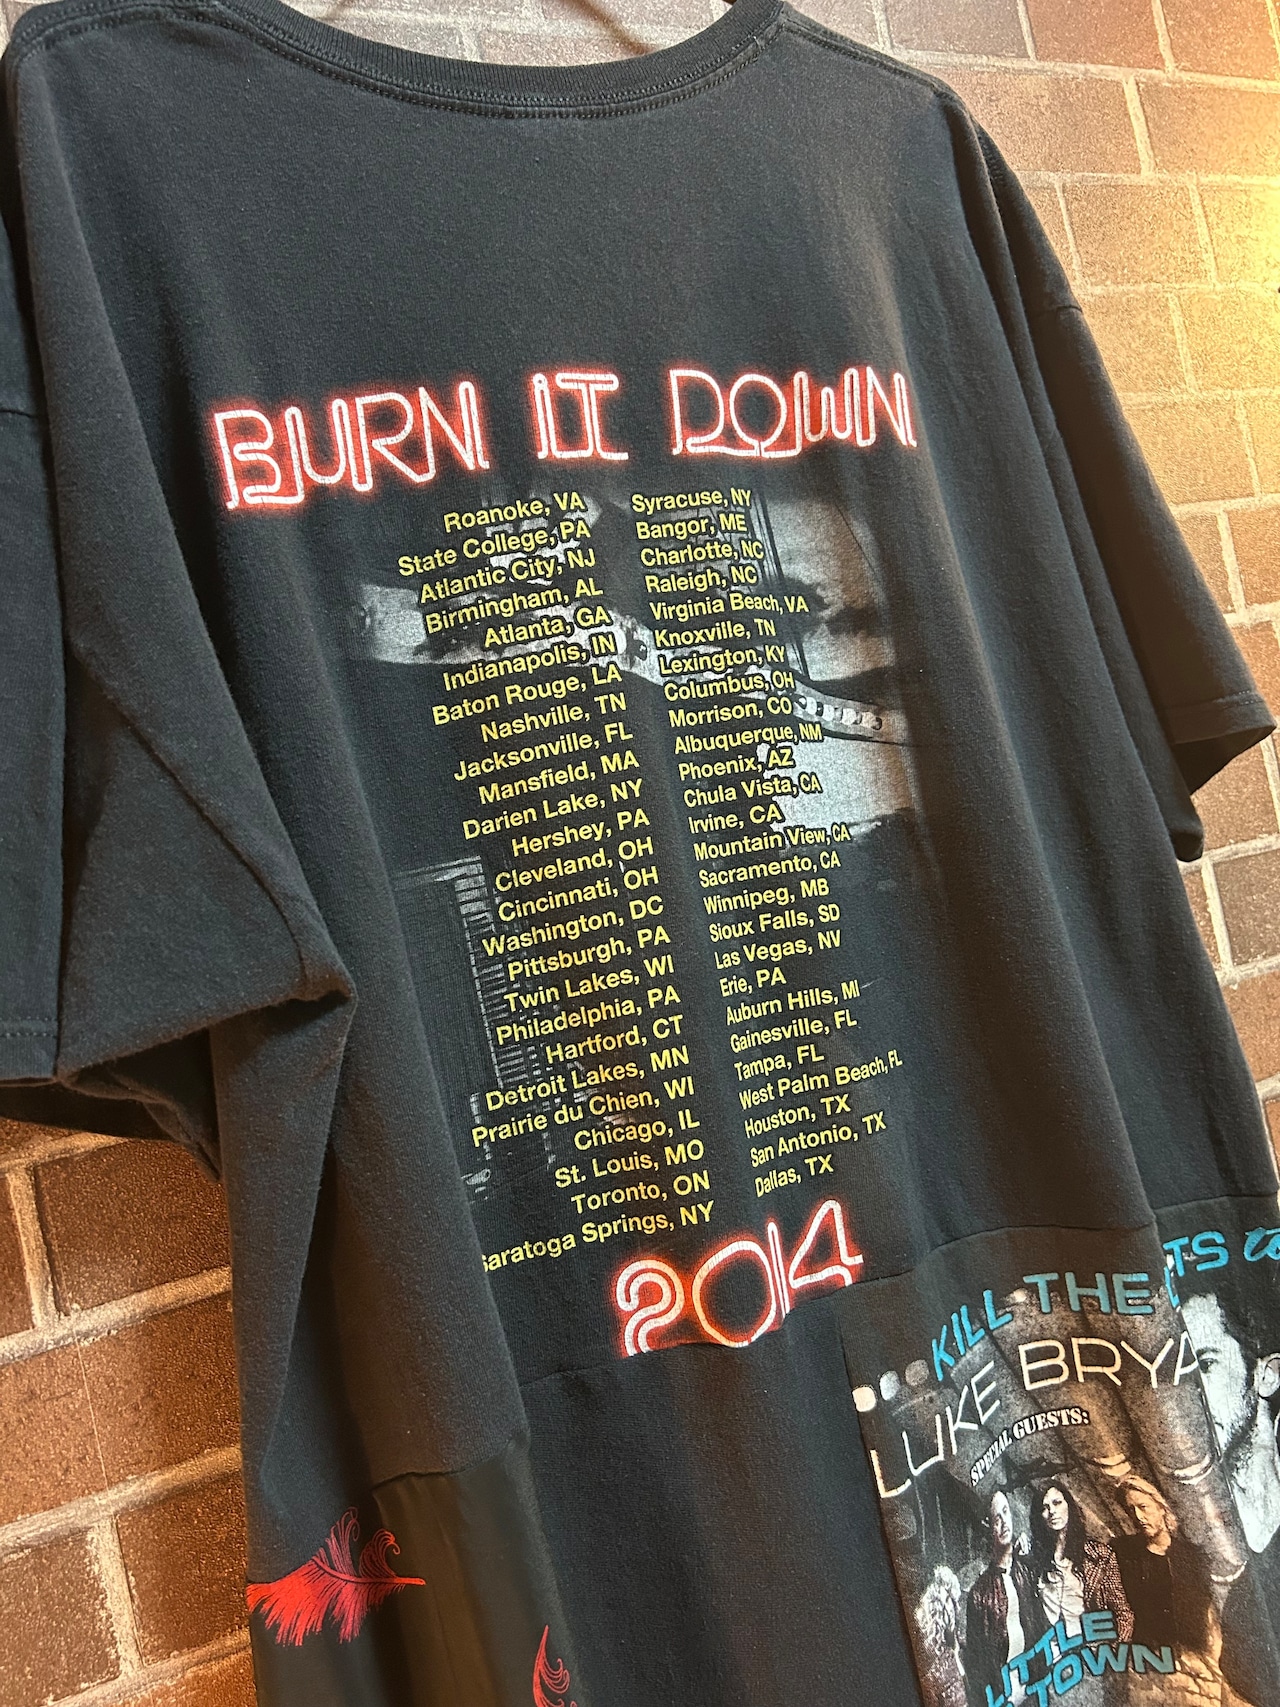 BURN IT DOWN
Roanoke, VA
State College, PA
Atlantic City, NJ
Birmingham, AL
Atlanta, GA
Indianapolis, IN
Baton Rouge, LA
Nashville, TN
Jacksonville, FL
Mansfield, MA
Darien Lake, NY
Hershey, PA
Cleveland, OH
Cincinnati, OH
Washington, DC
Pittsburgh, PA
Twin Lakes, WI
Philadelphia, PA
Hartford, CT
Detroit Lakes, MN
Prairie du Chien, WI
Chicago, IL
St. Louis, MO
Toronto, ON
Saratoga Springs, NY
Syracuse, NY
Bangor, ME
Charlotte, NC
Raleigh, NC
Virginia Beach, VA
Knoxville, TN
Lexington, KY
Columbus, OH
Morrison, CO
Albuquerque, NM
Phoenix, AZ
Chula Vista, CA
Irvine, CA
Mountain View, CA
Sacramento, CA
Winnipeg, MB
Sioux Falls, SD
Las Vegas, NV
Erie, PA
Auburn Hills, MI
Gainesville, FL
Tampa, FL
West Palm Beach, FL
Houston, TX
San Antonio, TX
Dallas, TX
2014
KILL THE
LUKE BRYA
SPECIAL GUESTS:
LITTLE
TOWN